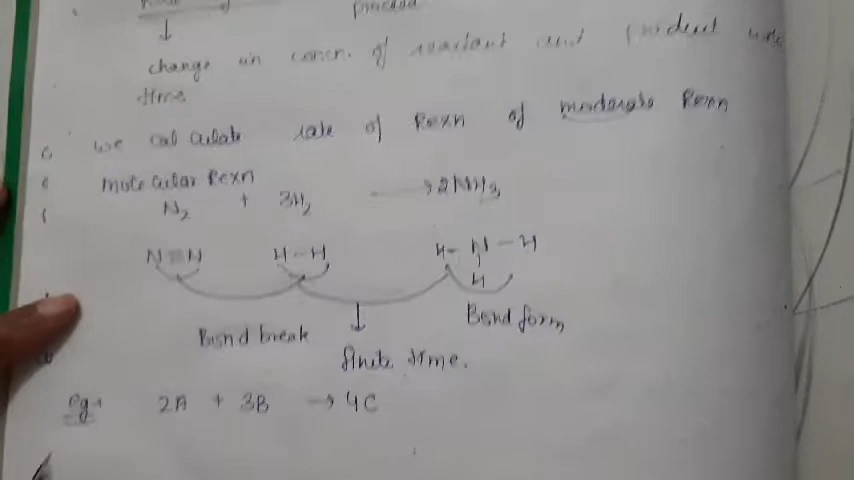 change in concn. of reactant and product
time
we calculate rate of Rexn of moderate Rexn
molecular Rexn
N2 + 3H2 → 2NH3
N≡N H-H H-N-H
H
Bond break Bond form
finite time.
eg:→ 2A + 3B → 4C